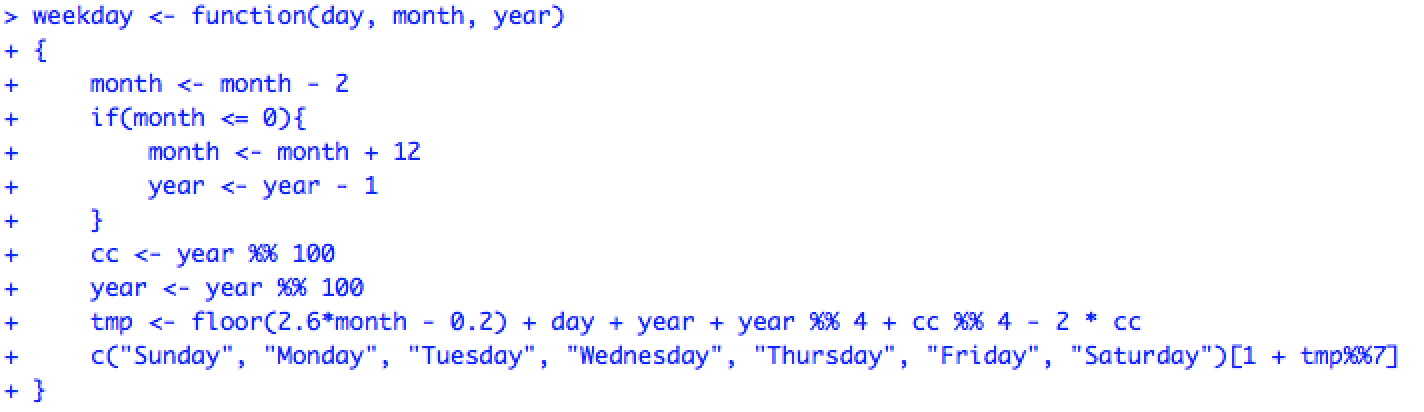 > weekday <- function(day, month, year)
+ {
+     month <- month - 2
+     if(month <= 0){
+         month <- month + 12
+         year <- year - 1
+     }
+     cc <- year %% 100
+     year <- year %% 100
+     tmp <- floor(2.6*month - 0.2) + day + year + year %% 4 + cc %% 4 - 2 * cc
+     c("Sunday", "Monday", "Tuesday", "Wednesday", "Thursday", "Friday", "Saturday")[1 + tmp%%7]
+ }